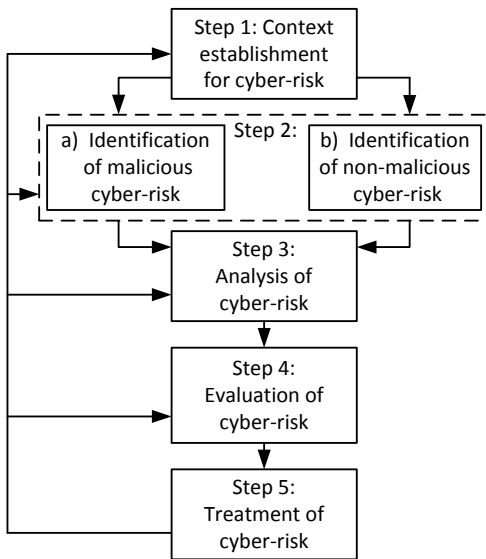 Step 1: Context
establishment
for cyber-risk
Step 2:
a) Identification
of malicious
cyber-risk
b) Identification
of non-malicious
cyber-risk
Step 3:
Analysis of
cyber-risk
Step 4:
Evaluation of
cyber-risk
Step 5:
Treatment of
cyber-risk